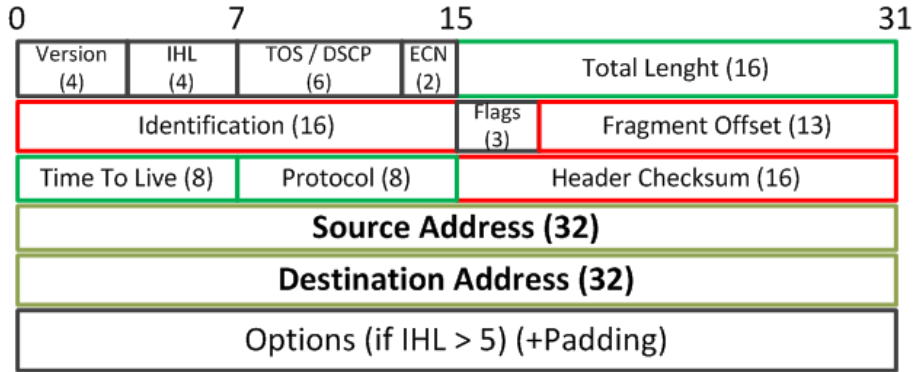 0 7 15 31
Version IHL TOS / DSCP ECN
(4) (4) (6) (2)
Total Lenght (16)
Identification (16)
Flags
(3)
Fragment Offset (13)
Time To Live (8) Protocol (8) Header Checksum (16)
Source Address (32)
Destination Address (32)
Options (if IHL > 5) (+Padding)